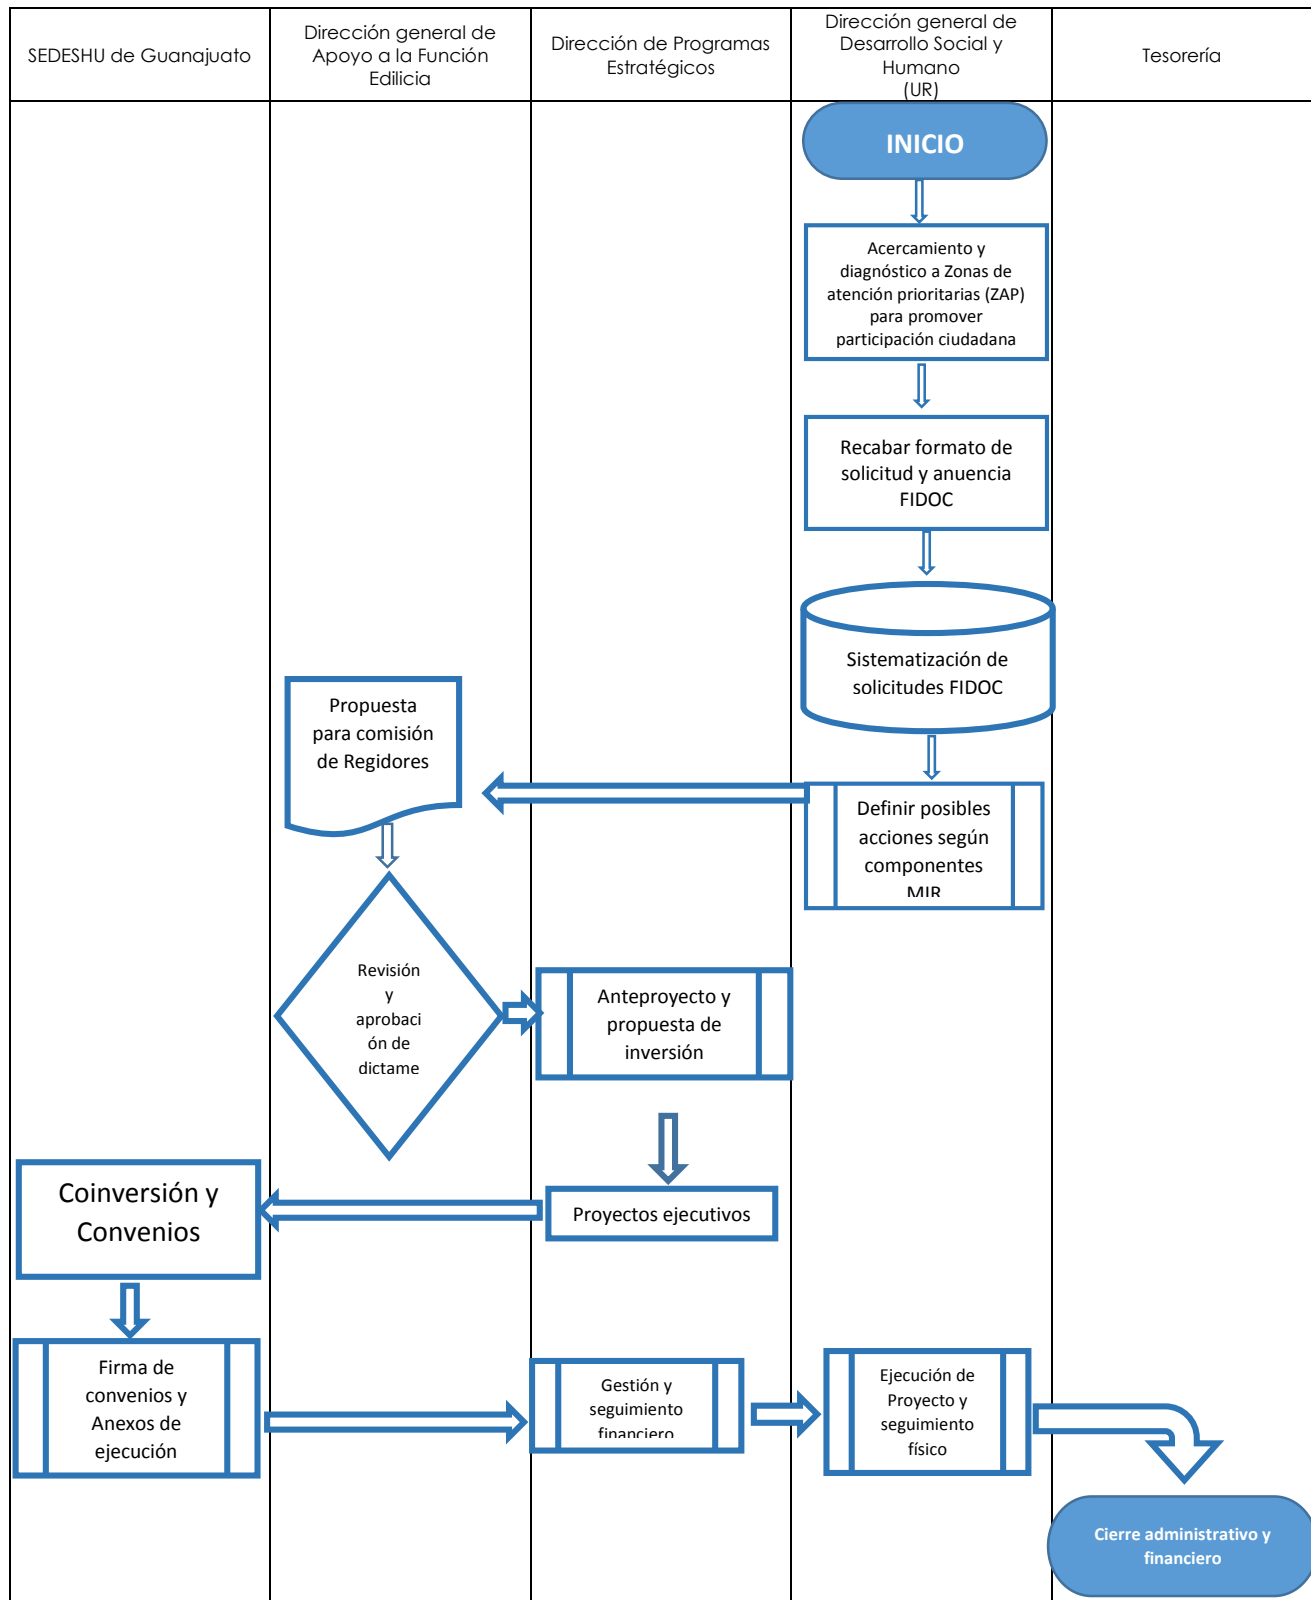 SEDESHU de Guanajuato
Dirección general de
Apoyo a la Función
Edilicia
Dirección de Programas
Estratégicos
Dirección general de
Desarrollo Social y
Humano
(UR)
Tesorería
INICIO
Acercamiento y
diagnóstico a Zonas de
atención prioritarias (ZAP)
para promover
participación ciudadana
Recabar formato de
solicitud y anuencia
FIDOC
Sistematización de
solicitudes FIDOC
Definir posibles
acciones según
componentes
MIR
Propuesta
para comisión
de Regidores
Revisión
y
aprobaci
ón de
dictame
Anteproyecto y
propuesta de
inversión
Proyectos ejecutivos
Coinversión y
Convenios
Firma de
convenios y
Anexos de
ejecución
Gestión y
seguimiento
financiero
Ejecución de
Proyecto y
seguimiento
físico
Cierre administrativo y
financiero